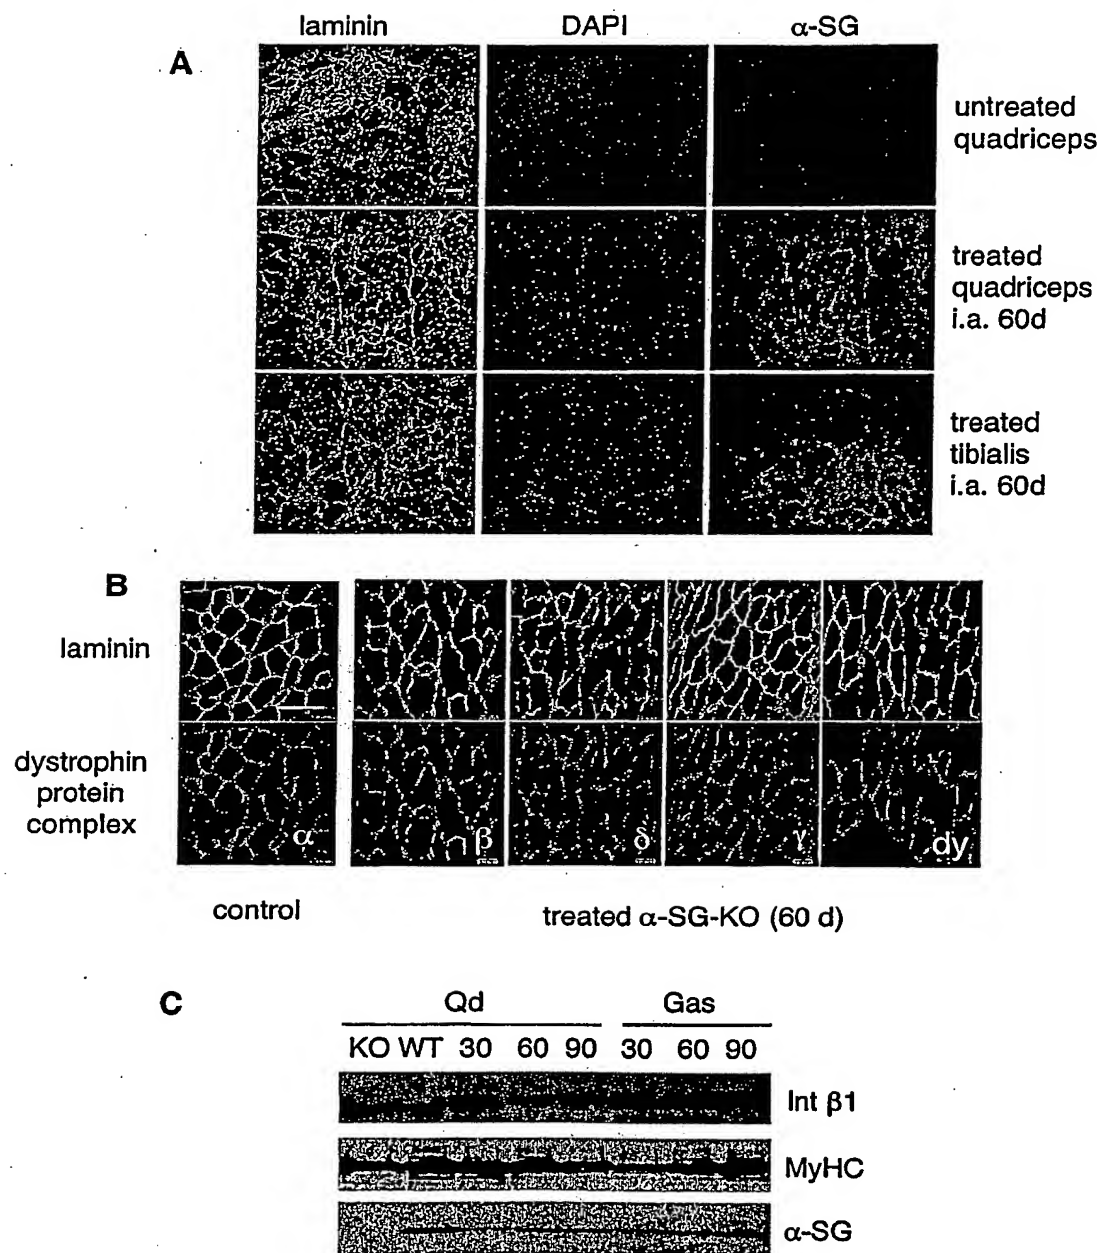 laminin DAPI α-SG
A
untreated
quadriceps
treated
quadriceps
i.a. 60d
treated
tibialis
i.a. 60d
B
laminin
dystrophin
protein
complex
α β δ γ dy
control treated α-SG-KO (60 d)
C
Qd Gas
KO WT 30 60 90 30 60 90
Int β1
MyHC
α-SG